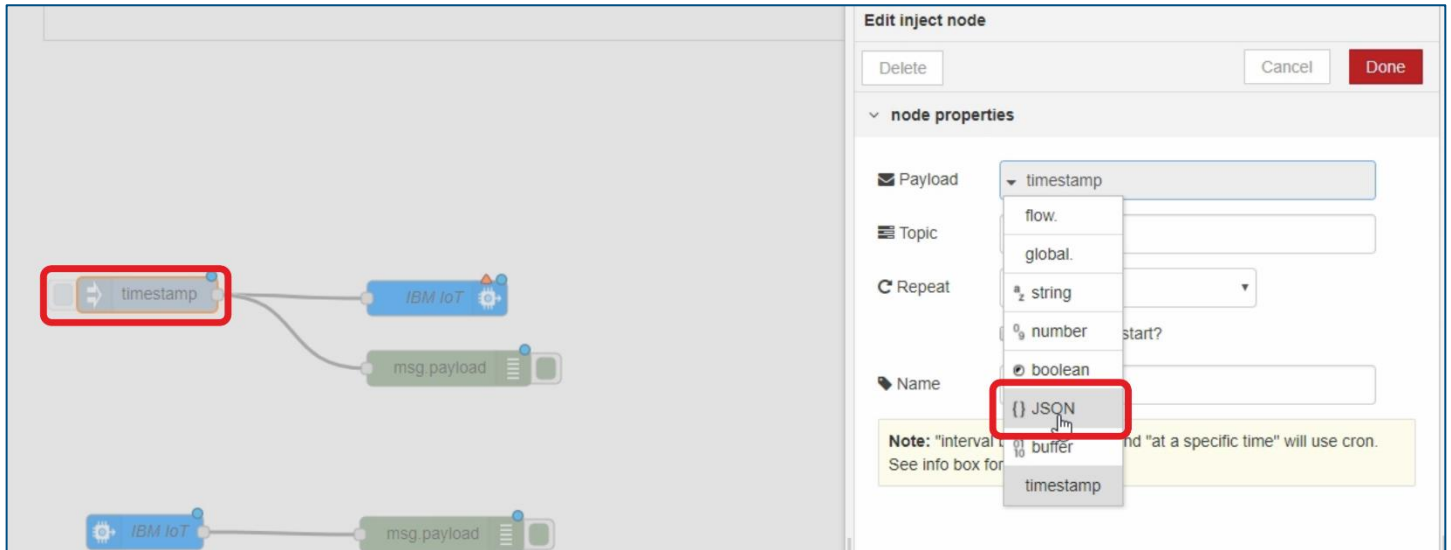 Edit inject node
Delete
Cancel
Done
node properties
Payload
timestamp
flow.
Topic
global.
Repeat
string
number
start?
boolean
Name
{} JSON
Note: "interval
nd "at a specific time" will use cron.
buffer
See info box for
timestamp
timestamp
IBM IoT
msg.payload
IBM IoT
msg.payload